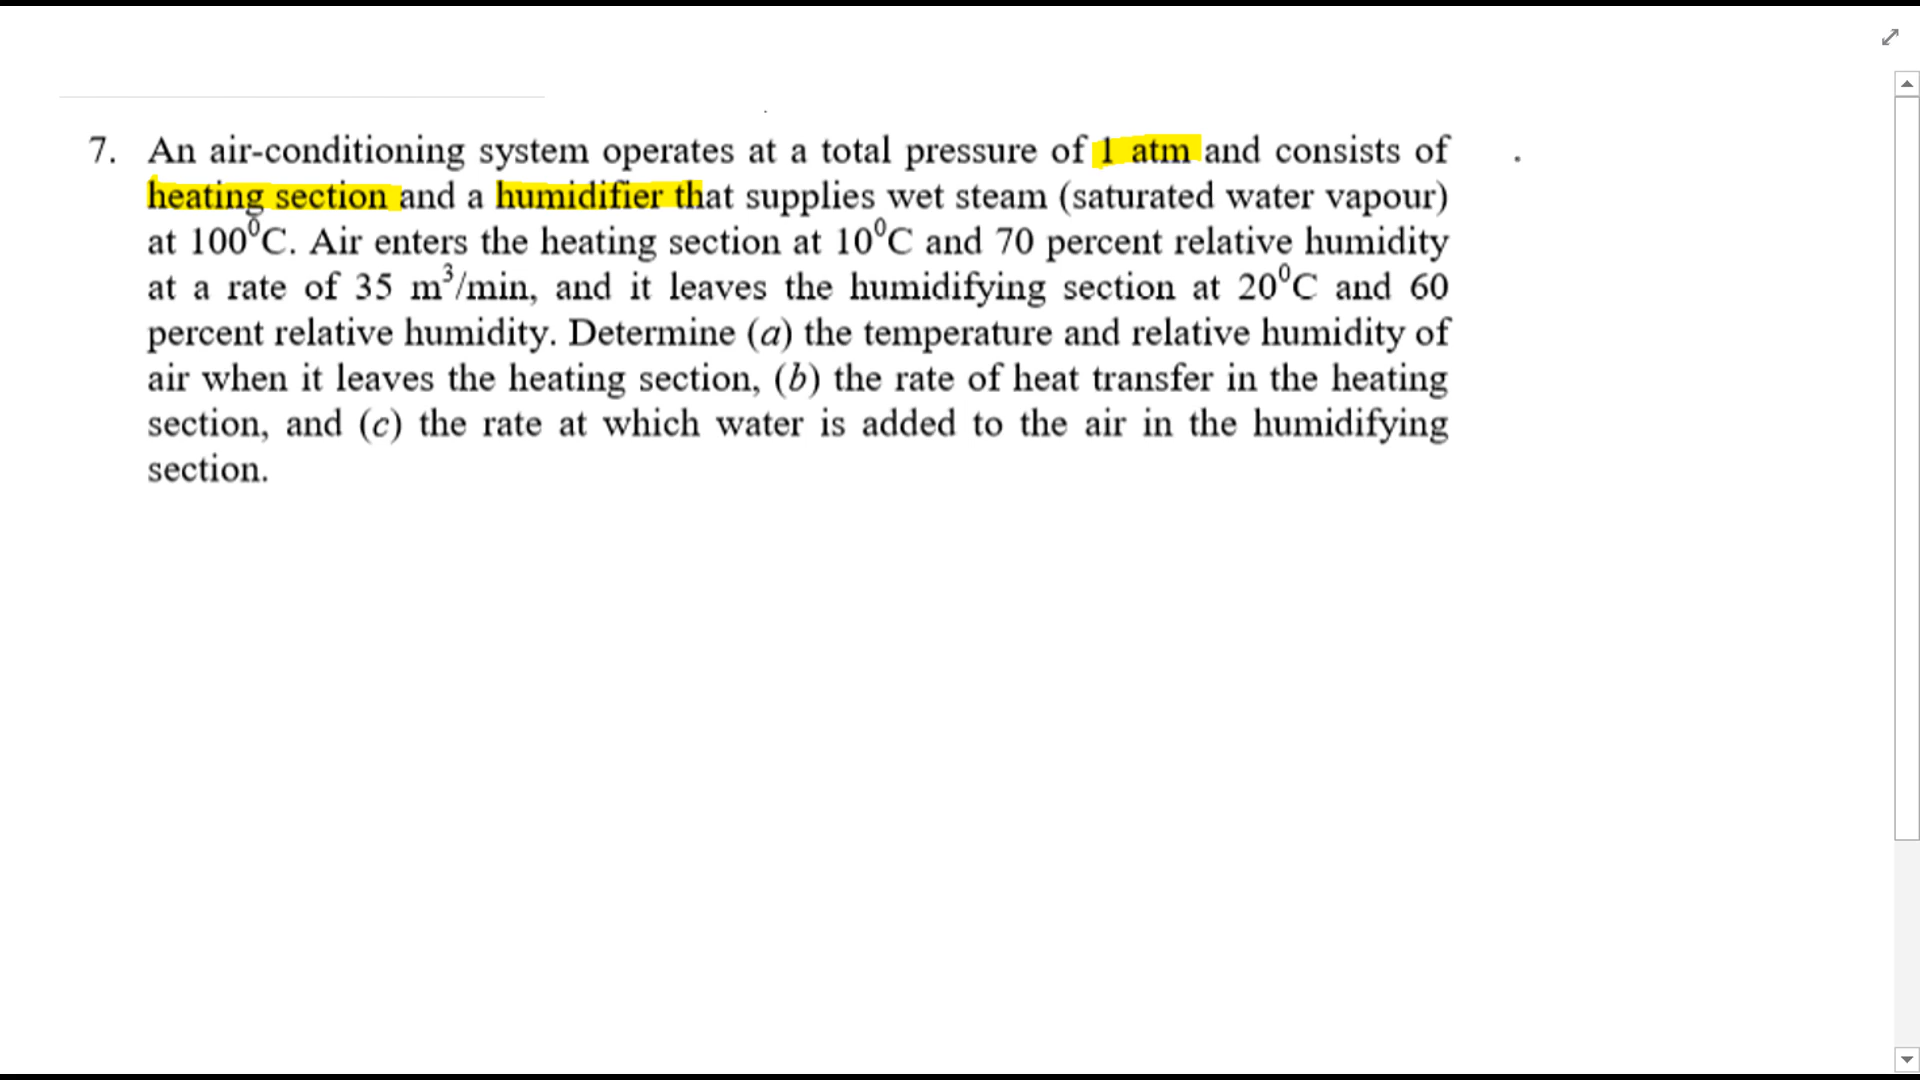 7. An air-conditioning system operates at a total pressure of 1 atm and consists of
heating section and a humidifier that supplies wet steam (saturated water vapour)
at 100⁰C. Air enters the heating section at 10⁰C and 70 percent relative humidity
at a rate of 35 m³/min, and it leaves the humidifying section at 20⁰C and 60
percent relative humidity. Determine (a) the temperature and relative humidity of
air when it leaves the heating section, (b) the rate of heat transfer in the heating
section, and (c) the rate at which water is added to the air in the humidifying
section.